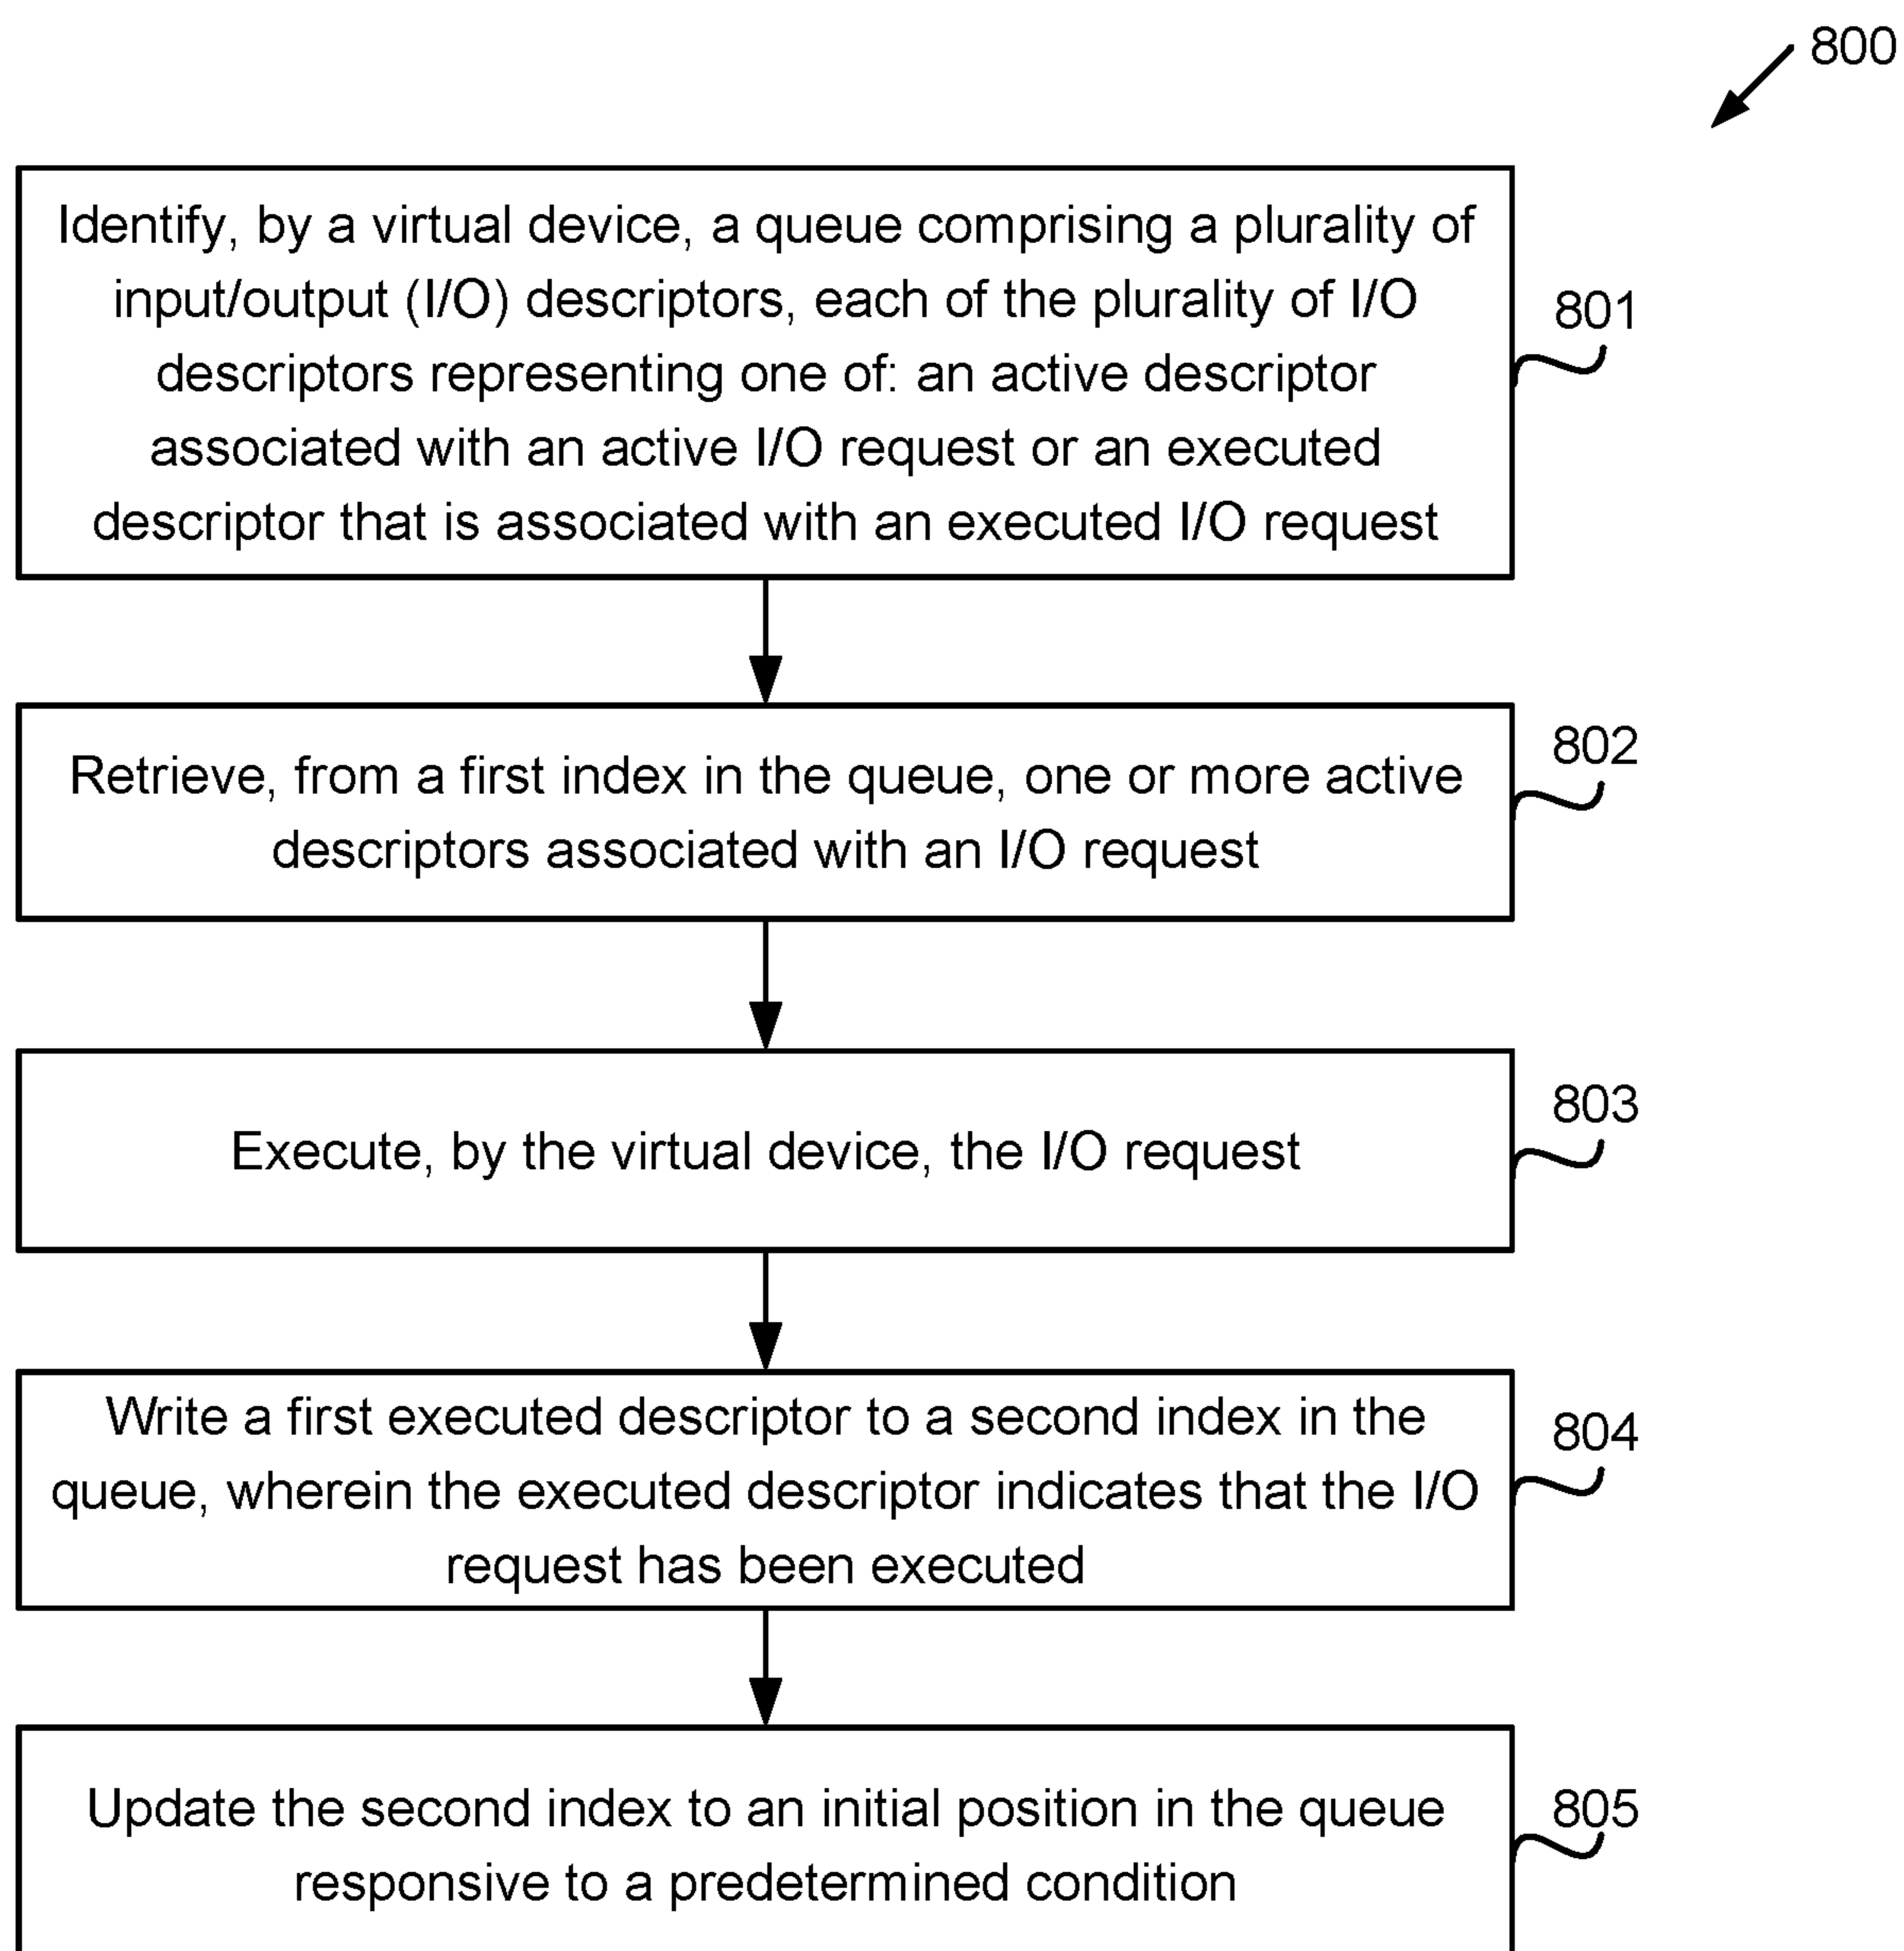 800
Identify, by a virtual device, a queue comprising a plurality of
input/output (I/O) descriptors, each of the plurality of I/O
descriptors representing one of: an active descriptor
associated with an active I/O request or an executed
descriptor that is associated with an executed I/O request
801
Retrieve, from a first index in the queue, one or more active
descriptors associated with an I/O request
802
Execute, by the virtual device, the I/O request
803
Write a first executed descriptor to a second index in the
queue, wherein the executed descriptor indicates that the I/O
request has been executed
804
Update the second index to an initial position in the queue
responsive to a predetermined condition
805